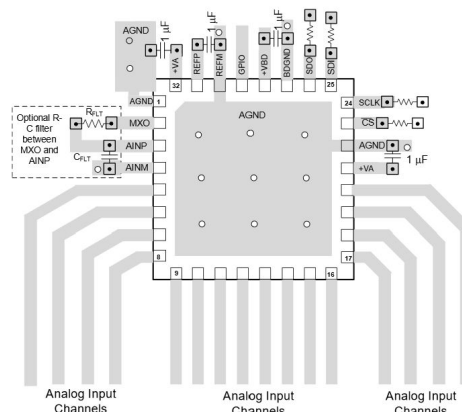 AGND
1 µF
1 µF
1 µF
+VA
REFP
REFM
GPIO
+VBD
BDGND
SDO
SDI
32
25
AGND
1
24
SCLK
Optional R-
C filter
between
MXO and
AINP
RFLT
MXO
AGND
CS
AINP
AGND
CFLT
AINM
+VA
1 µF
8
17
9
16
Analog Input
Channels
Analog Input
Channels
Analog Input
Channels